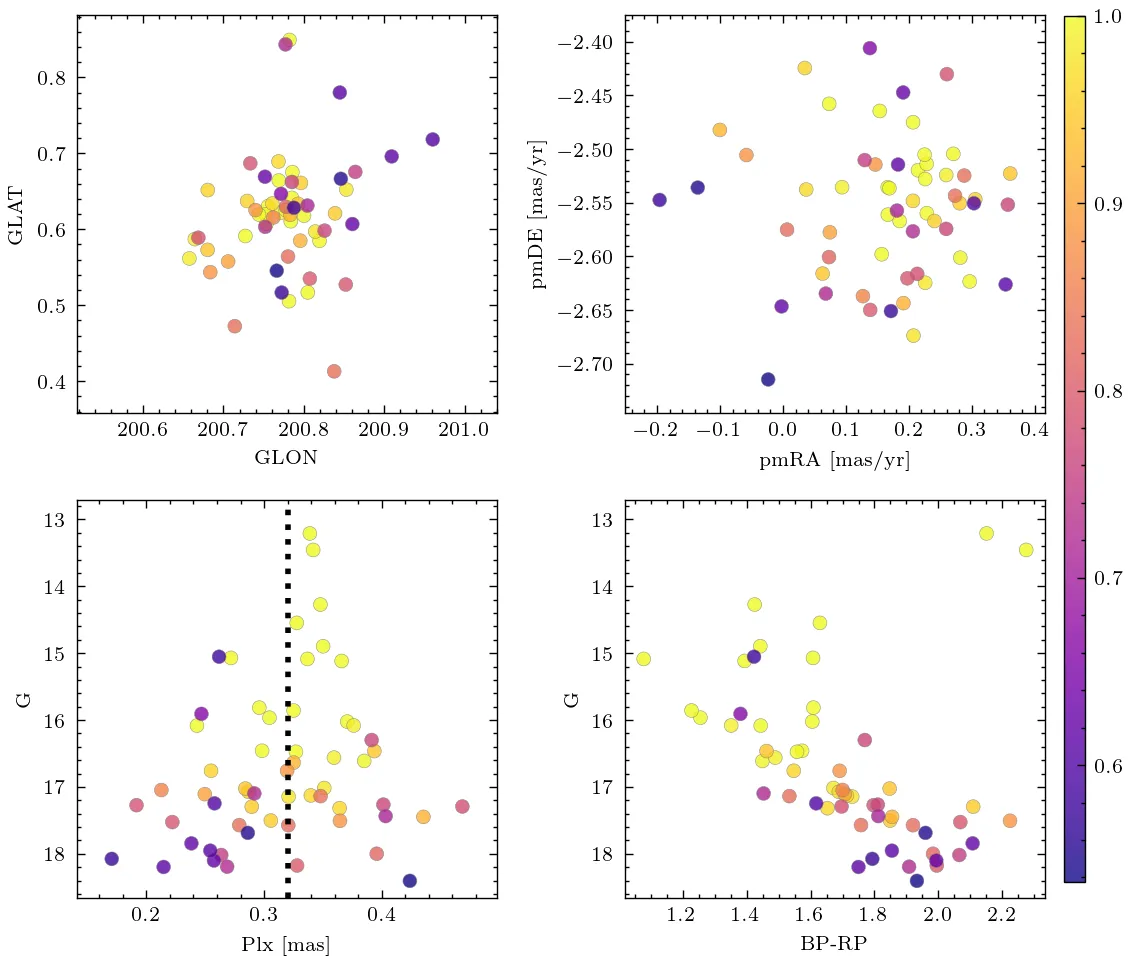 0.8
0.7
0.6
0.5
0.4
GLAT
200.6 200.7 200.8 200.9 201.0
GLON
−2.40
−2.45
−2.50
−2.55
−2.60
−2.65
−2.70
pmDE [mas/yr]
−0.2 −0.1 0.0 0.1 0.2 0.3 0.4
pmRA [mas/yr]
1.0
0.9
0.8
0.7
0.6
13
14
15
16
17
18
G
0.2 0.3 0.4
Plx [mas]
13
14
15
16
17
18
G
1.2 1.4 1.6 1.8 2.0 2.2
BP-RP